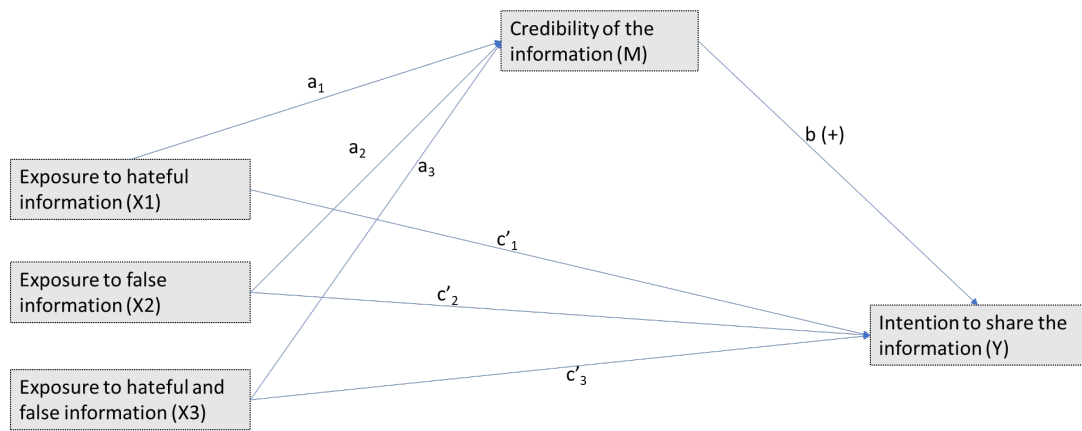 Credibility of the
information (M)
a₁
b (+)
a₂
a₃
Exposure to hateful
information (X1)
c’₁
Exposure to false
information (X2)
c’₂
Intention to share the
information (Y)
Exposure to hateful and
false information (X3)
c’₃